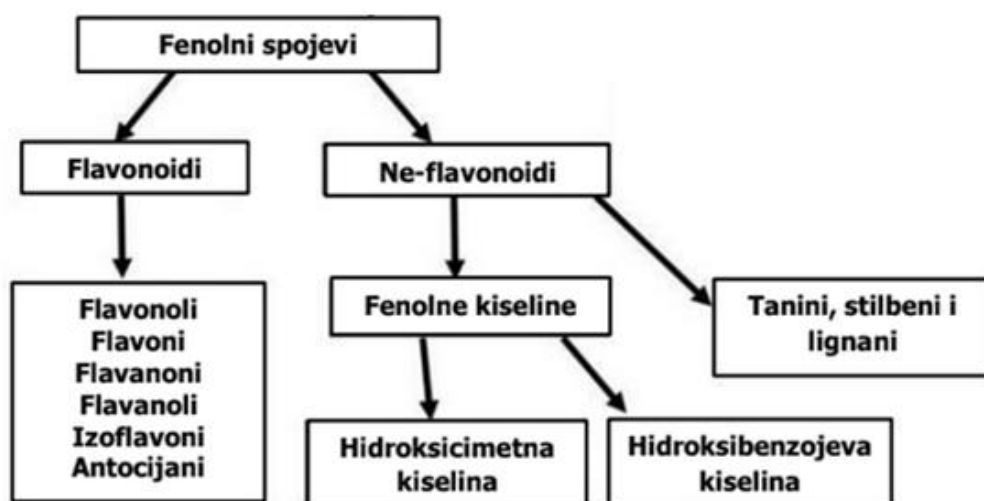 Fenolni spojevi
Flavonoidi
Ne-flavonoidi
Flavonoli
Flavoni
Flavanoni
Flavanoli
Izoflavoni
Antocijani
Fenolne kiseline
Tanini, stilbeni i
lignani
Hidroksicimetna
kiselina
Hidroksibenzojeva
kiselina